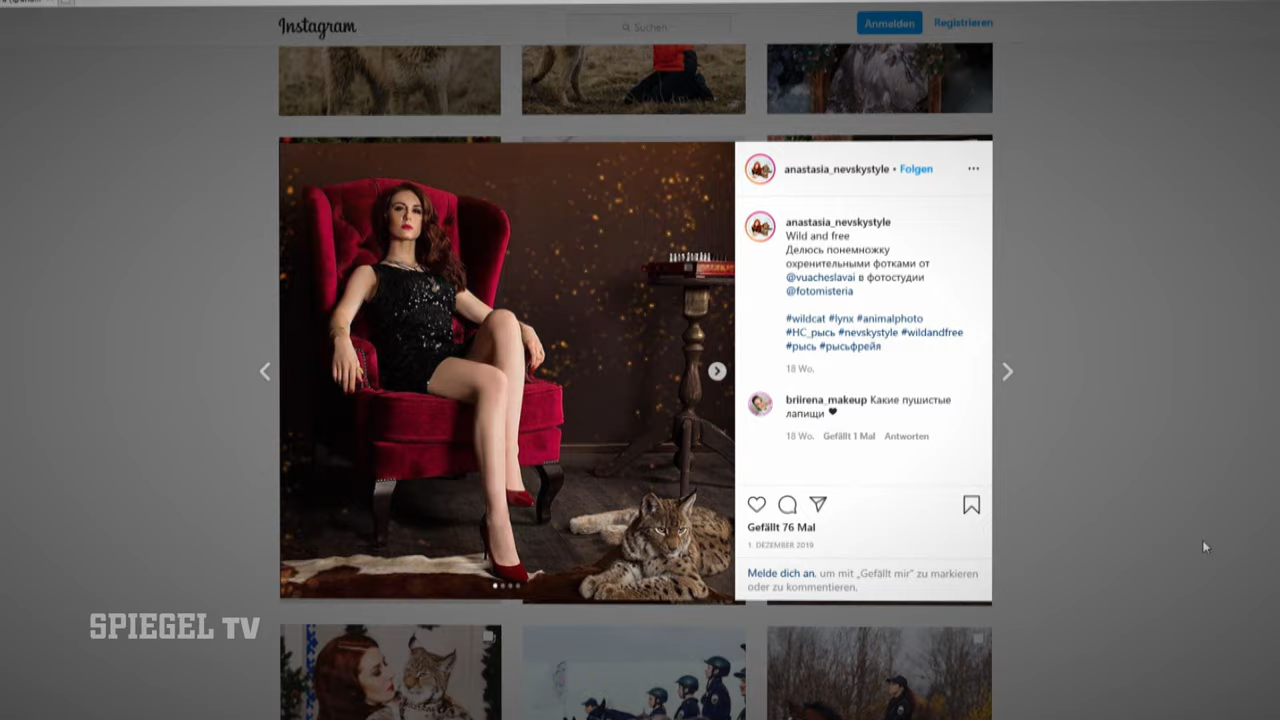 Instagram
Suchen
Anmelden
Registrieren
anastasia_nevskystyle • Folgen
anastasia_nevskystyle
Wild and free
Делюсь понемножку
охренительными фотками от
@vuacheslavai в фотостудии
@fotomisteria
#wildcat #lynx #animalphoto
#НС_рысь #nevskystyle #wildandfree
#рысь #рысьфрейл
18 Wo.
briirena_makeup Какие пушистые
лапищи 🖤
18 Wo. Gefällt 1 Mal Antworten
Gefällt 76 Mal
1. DEZEMBER 2019
Melde dich an, um mit „Gefällt mir“ zu markieren
oder zu kommentieren.
SPIEGEL TV